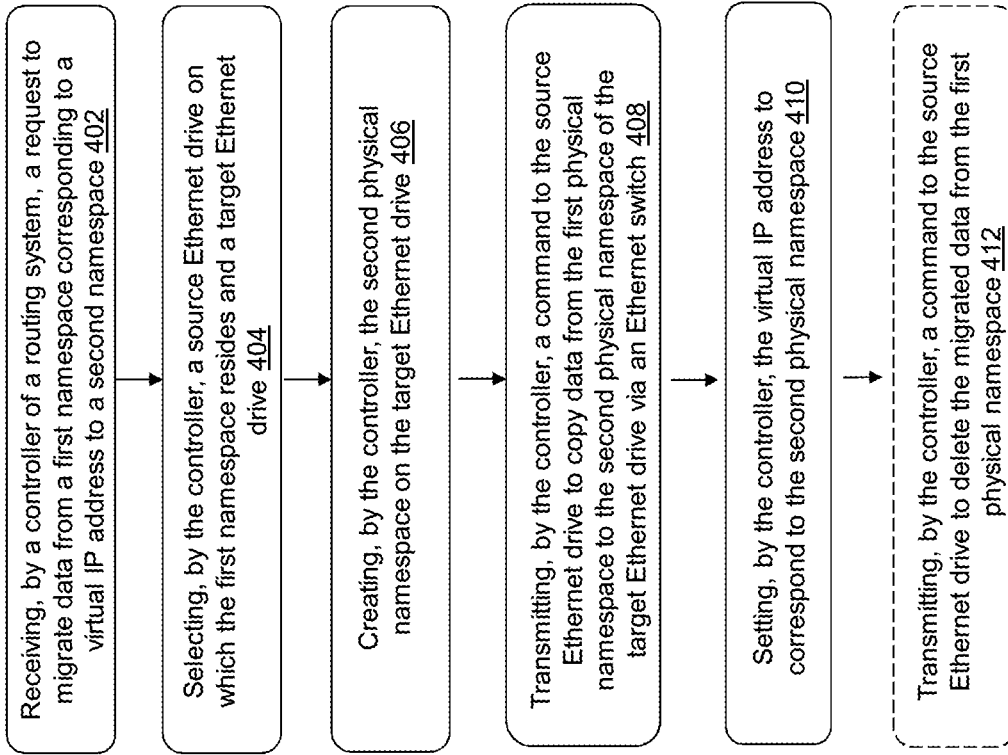 Receiving, by a controller of a routing system, a request to
migrate data from a first namespace corresponding to a
virtual IP address to a second namespace 402
Selecting, by the controller, a source Ethernet drive on
which the first namespace resides and a target Ethernet
drive 404
Creating, by the controller, the second physical
namespace on the target Ethernet drive 406
Transmitting, by the controller, a command to the source
Ethernet drive to copy data from the first physical
namespace to the second physical namespace of the
target Ethernet drive via an Ethernet switch 408
Setting, by the controller, the virtual IP address to
correspond to the second physical namespace 410
Transmitting, by the controller, a command to the source
Ethernet drive to delete the migrated data from the first
physical namespace 412